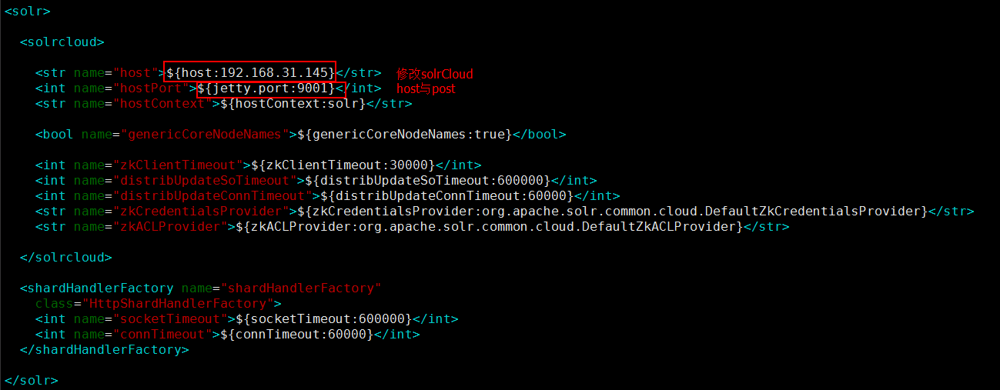 <solr>
<solrcloud>
<str name="host">${host:192.168.31.145}</str> 修改solrCloud
<int name="hostPort">${jetty.port:9001}</int> host与post
<str name="hostContext">${hostContext:solr}</str>
<bool name="genericCoreNodeNames">${genericCoreNodeNames:true}</bool>
<int name="zkClientTimeout">${zkClientTimeout:30000}</int>
<int name="distribUpdateSoTimeout">${distribUpdateSoTimeout:600000}</int>
<int name="distribUpdateConnTimeout">${distribUpdateConnTimeout:60000}</int>
<str name="zkCredentialsProvider">${zkCredentialsProvider:org.apache.solr.common.cloud.DefaultZkCredentialsProvider}</str>
<str name="zkACLProvider">${zkACLProvider:org.apache.solr.common.cloud.DefaultZkACLProvider}</str>
</solrcloud>
<shardHandlerFactory name="shardHandlerFactory"
class="HttpShardHandlerFactory">
<int name="socketTimeout">${socketTimeout:600000}</int>
<int name="connTimeout">${connTimeout:60000}</int>
</shardHandlerFactory>
</solr>